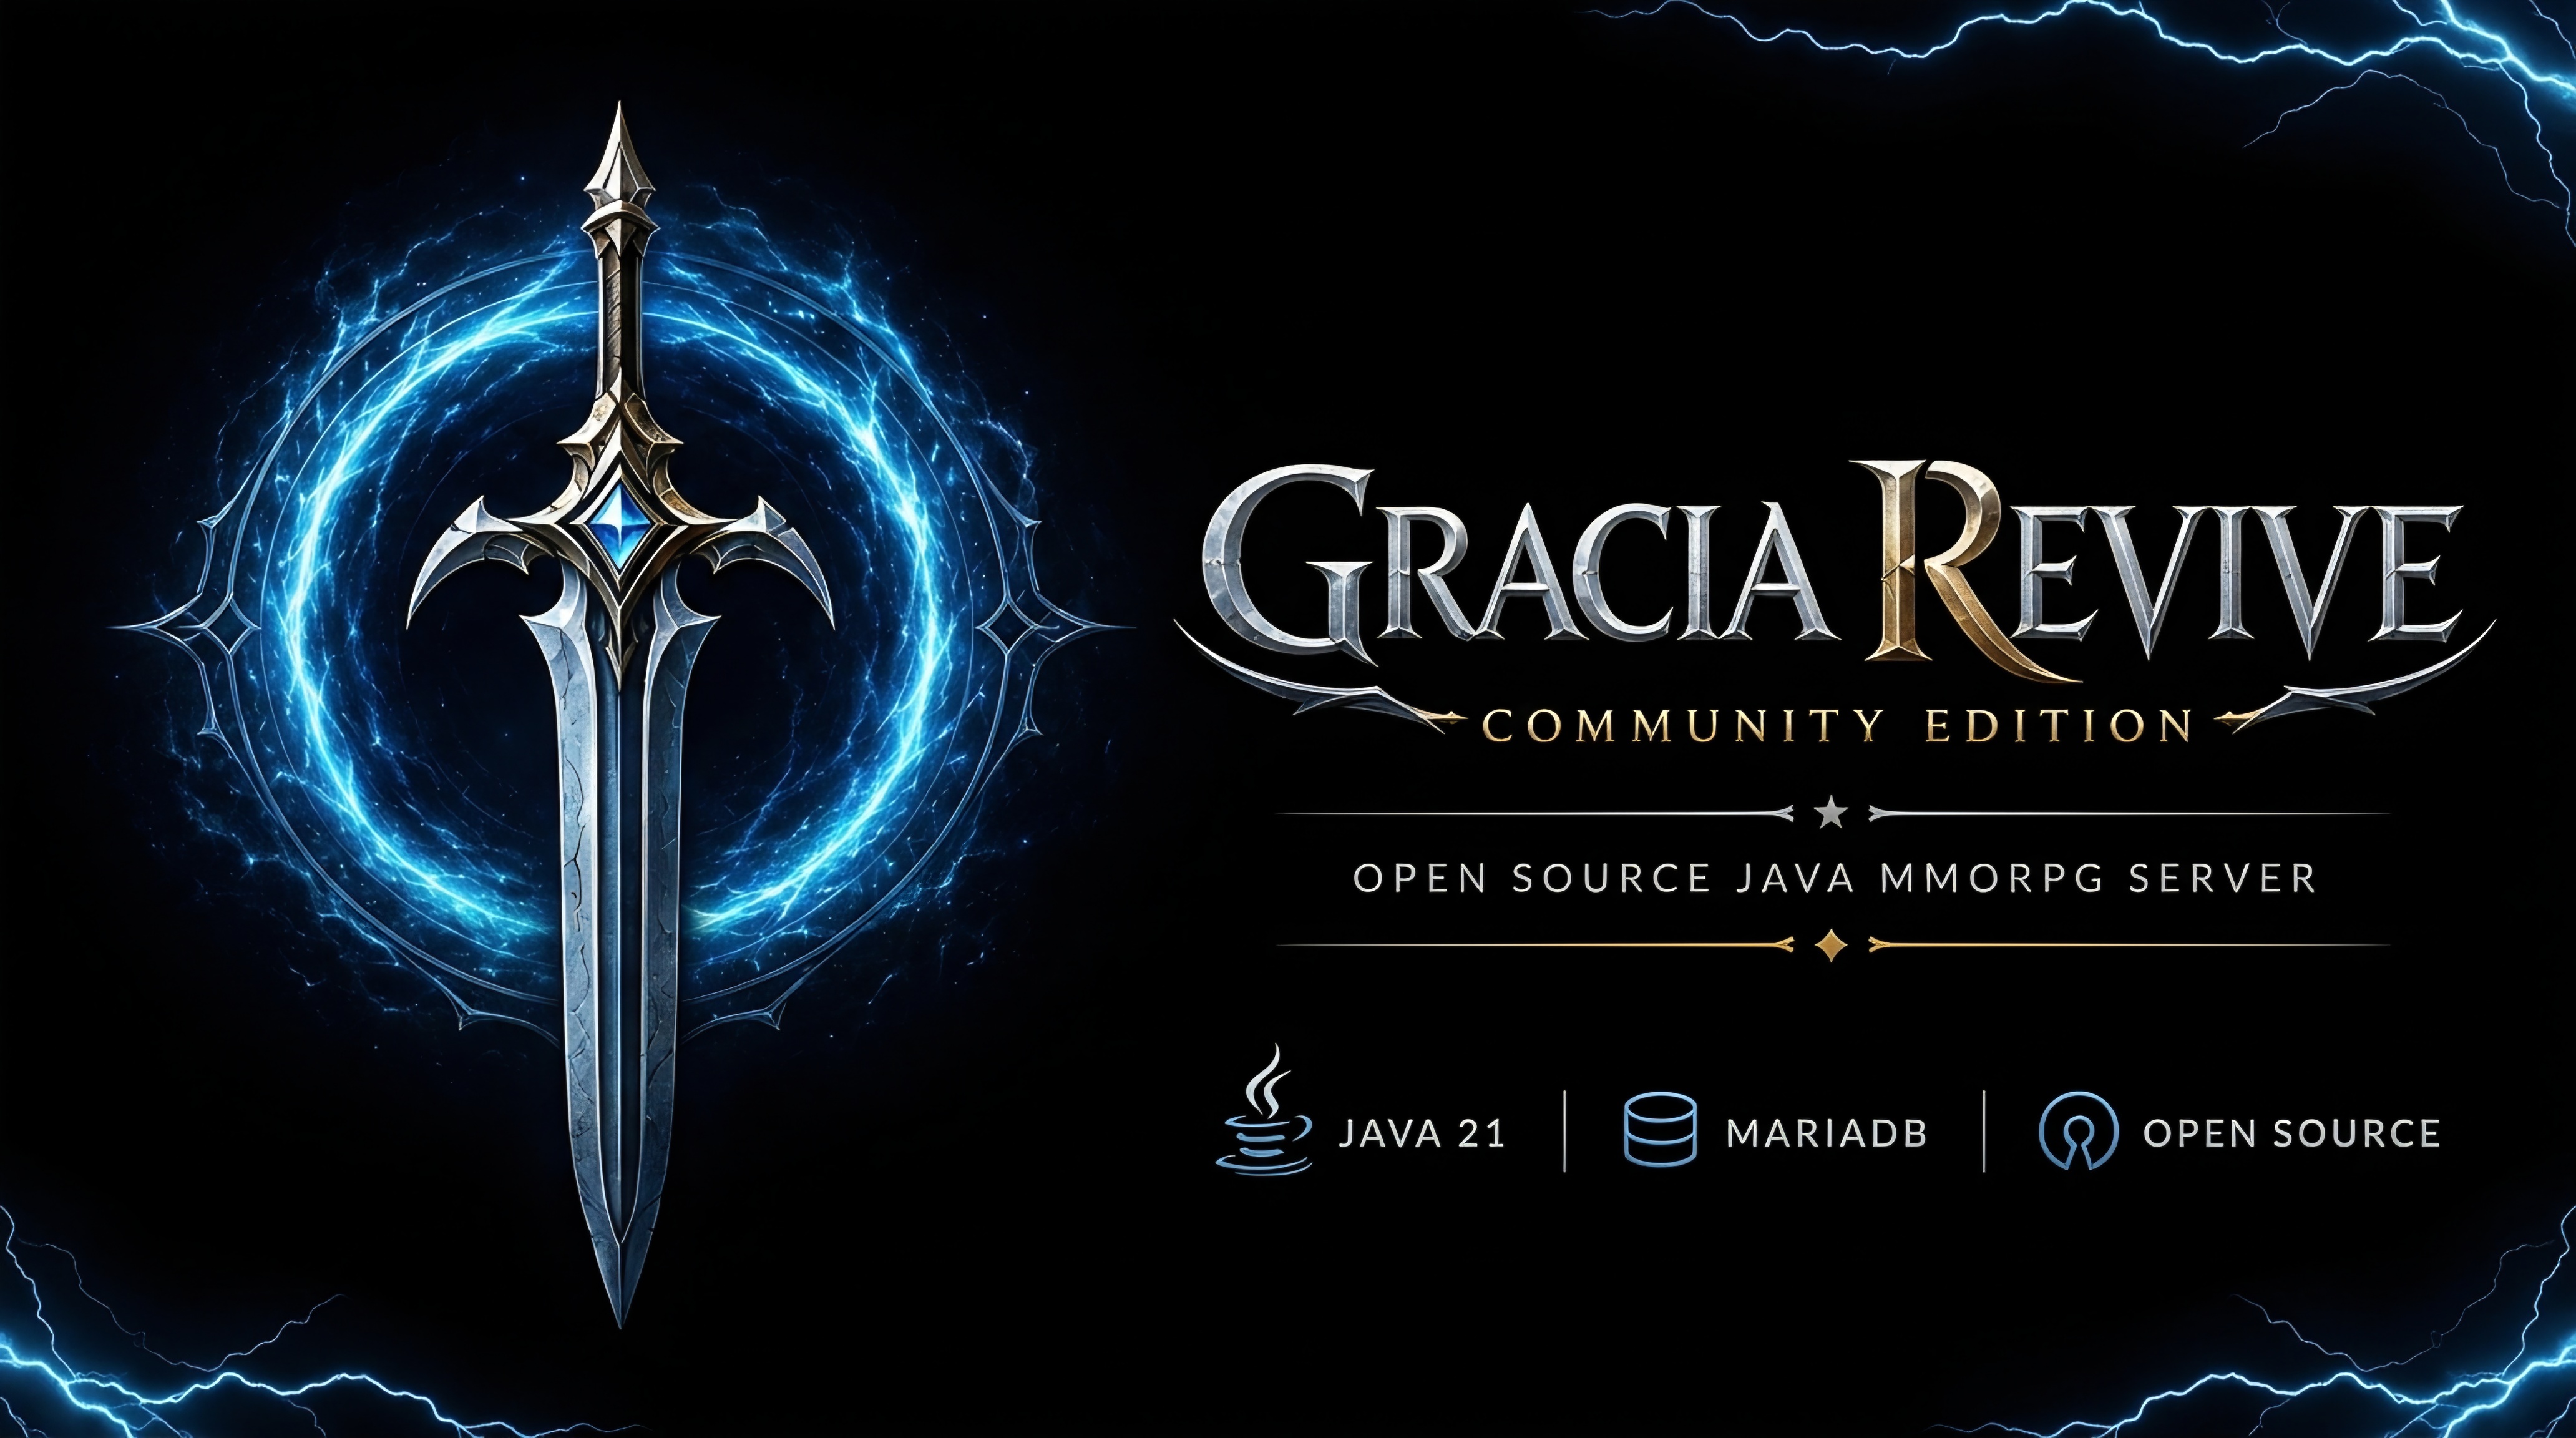 GRACIA REVIVE
COMMUNITY EDITION
OPEN SOURCE JAVA MMORPG SERVER
JAVA 21 | MARIADB | OPEN SOURCE